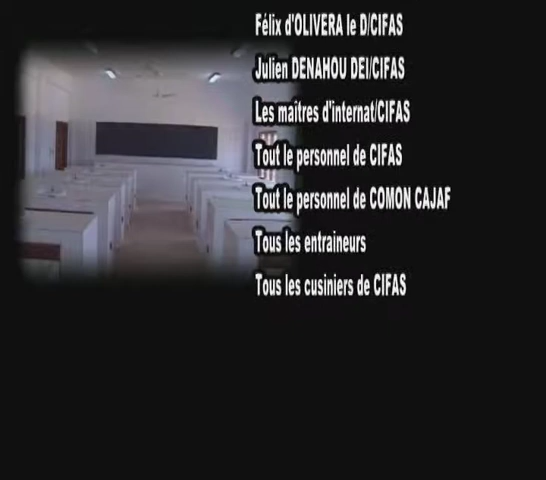 Félix d'OLIVERA le D/CIFAS
Julien DENAHOU DEI/CIFAS
Les maîtres d'internat/CIFAS
Tout le personnel de CIFAS
Tout le personnel de COMON CAJAF
Tous les entraineurs
Tous les cusiniers de CIFAS